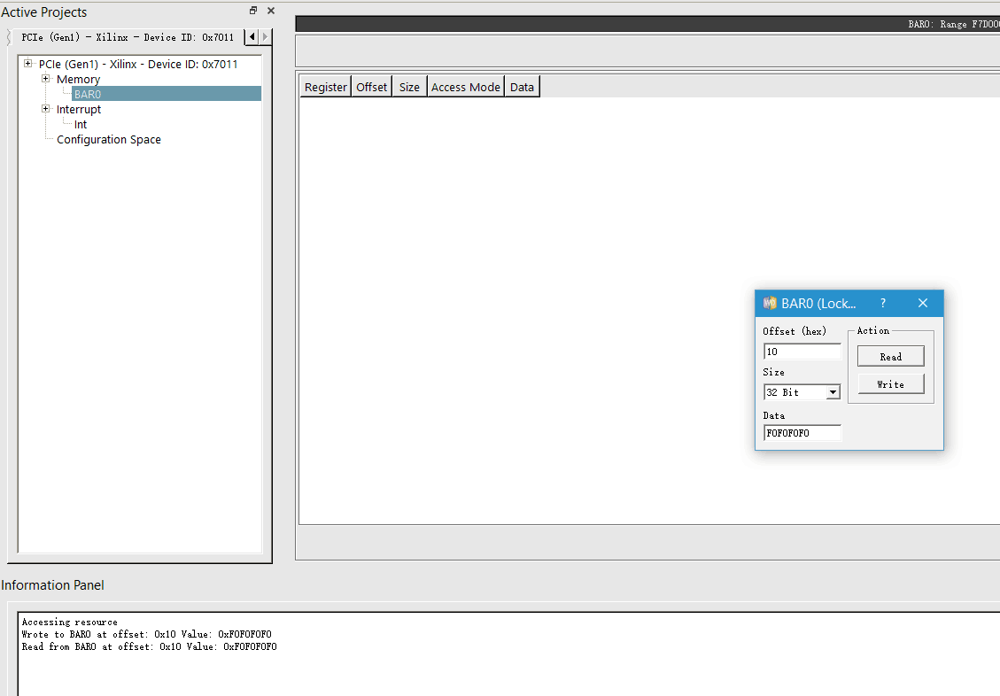 Active Projects
PCIe (Gen1) - Xilinx - Device ID: 0x7011
PCIe (Gen1) - Xilinx - Device ID: 0x7011
Memory
BAR0
Interrupt
Int
Configuration Space
BAR0: Range F7D00
Register Offset Size Access Mode Data
BAR0 (Lock... ?
Offset (hex)
10
Size
32 Bit
Data
F0F0F0F0
Action
Read
Write
Information Panel
Accessing resource
Wrote to BAR0 at offset: 0x10 Value: 0xF0F0F0F0
Read from BAR0 at offset: 0x10 Value: 0xF0F0F0F0